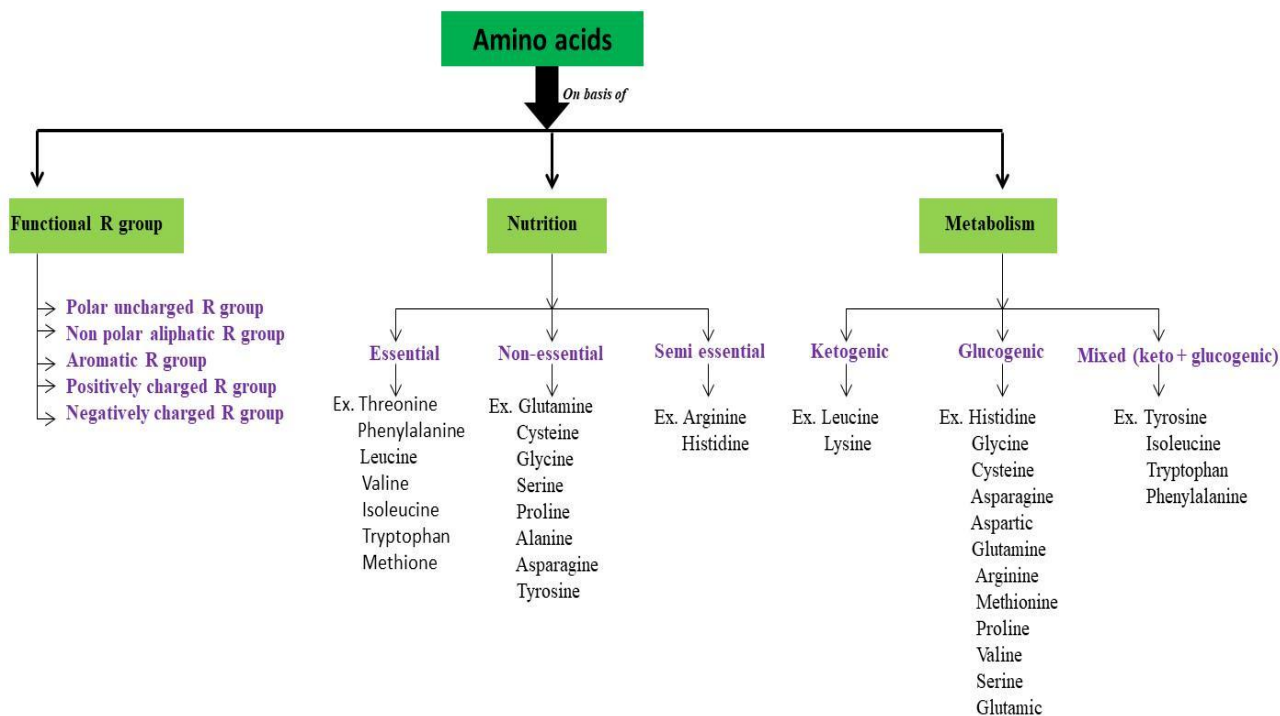 Amino acids
On basis of
Functional R group
Polar uncharged R group
Non polar aliphatic R group
Aromatic R group
Positively charged R group
Negatively charged R group
Nutrition
Essential
Ex. Threonine
Phenylalanine
Leucine
Valine
Isoleucine
Tryptophan
Methione
Non-essential
Ex. Glutamine
Cysteine
Glycine
Serine
Proline
Alanine
Asparagine
Tyrosine
Semi essential
Ex. Arginine
Histidine
Metabolism
Ketogenic
Ex. Leucine
Lysine
Glucogenic
Ex. Histidine
Glycine
Cysteine
Asparagine
Aspartic
Glutamine
Arginine
Methionine
Proline
Valine
Serine
Glutamic
Mixed (keto + glucogenic)
Ex. Tyrosine
Isoleucine
Tryptophan
Phenylalanine